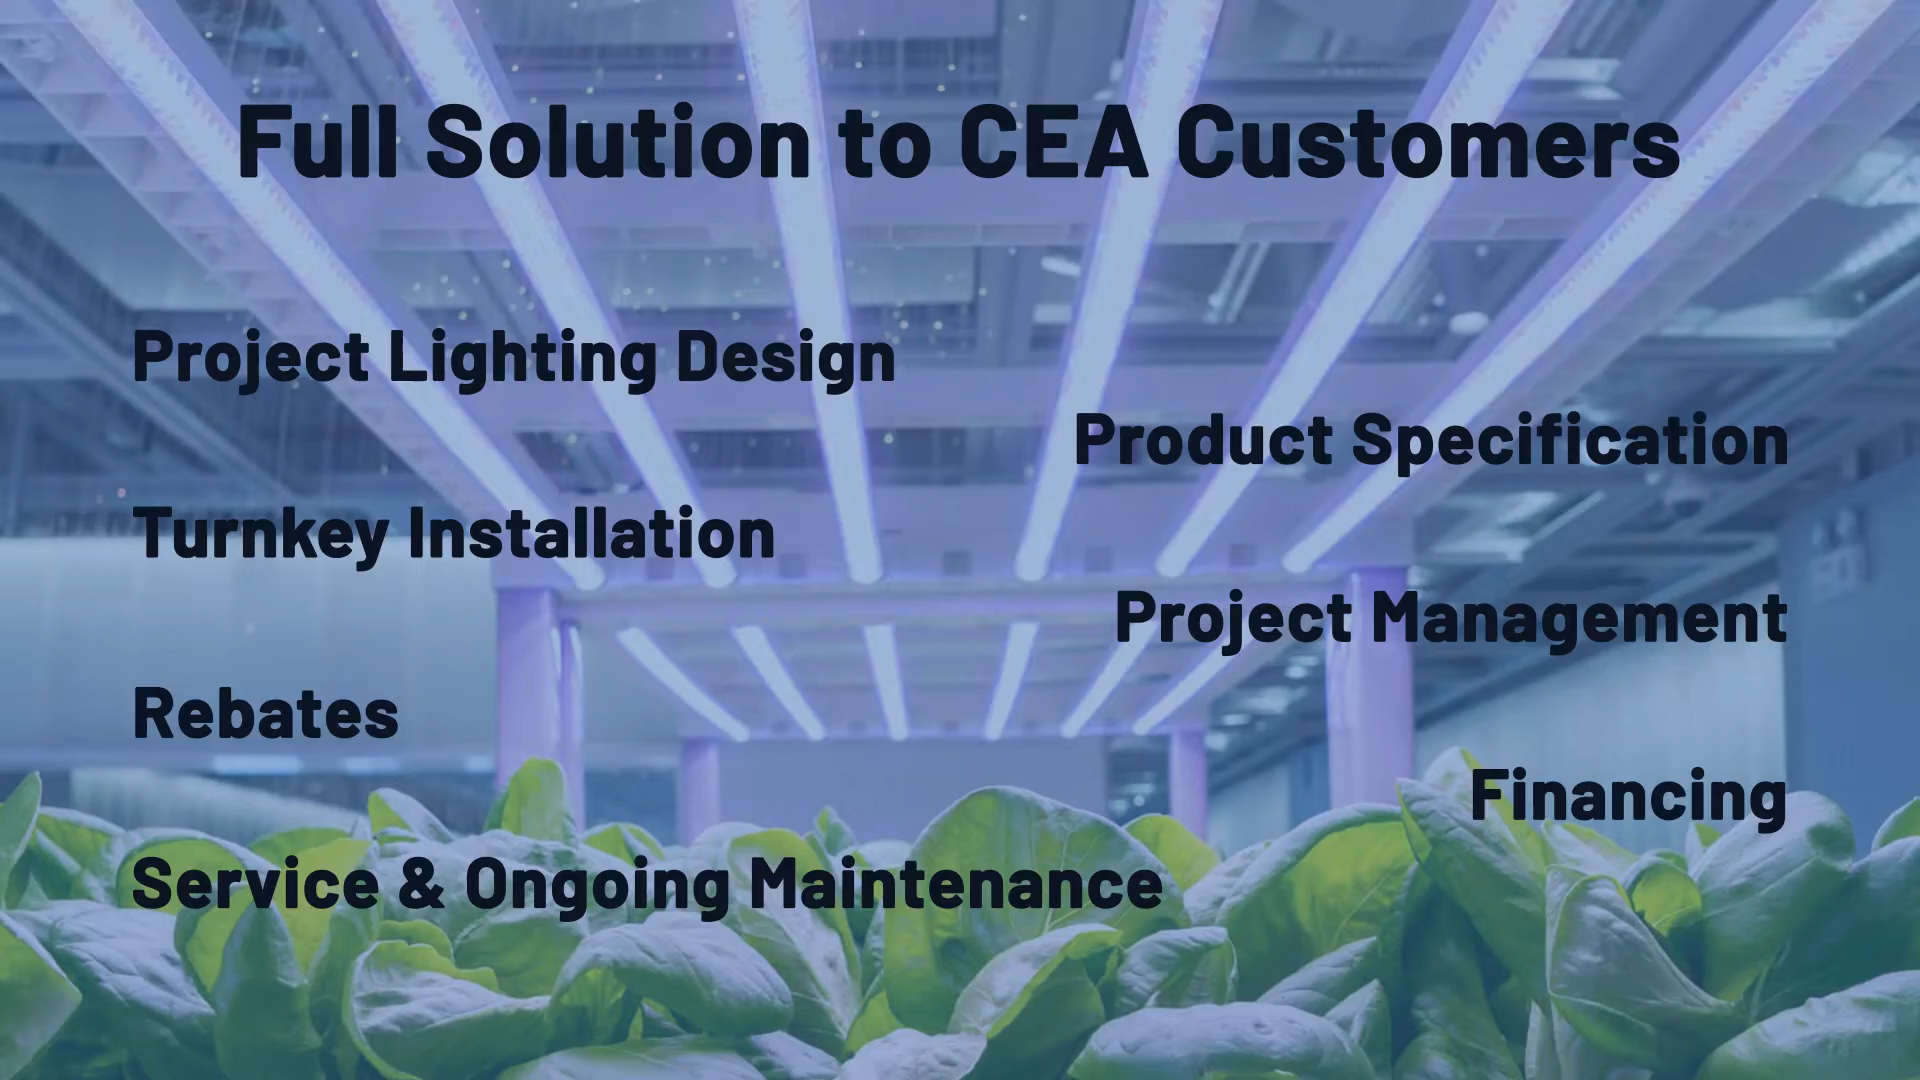 Full Solution to CEA Customers
Project Lighting Design
Product Specification
Turnkey Installation
Project Management
Rebates
Financing
Service & Ongoing Maintenance